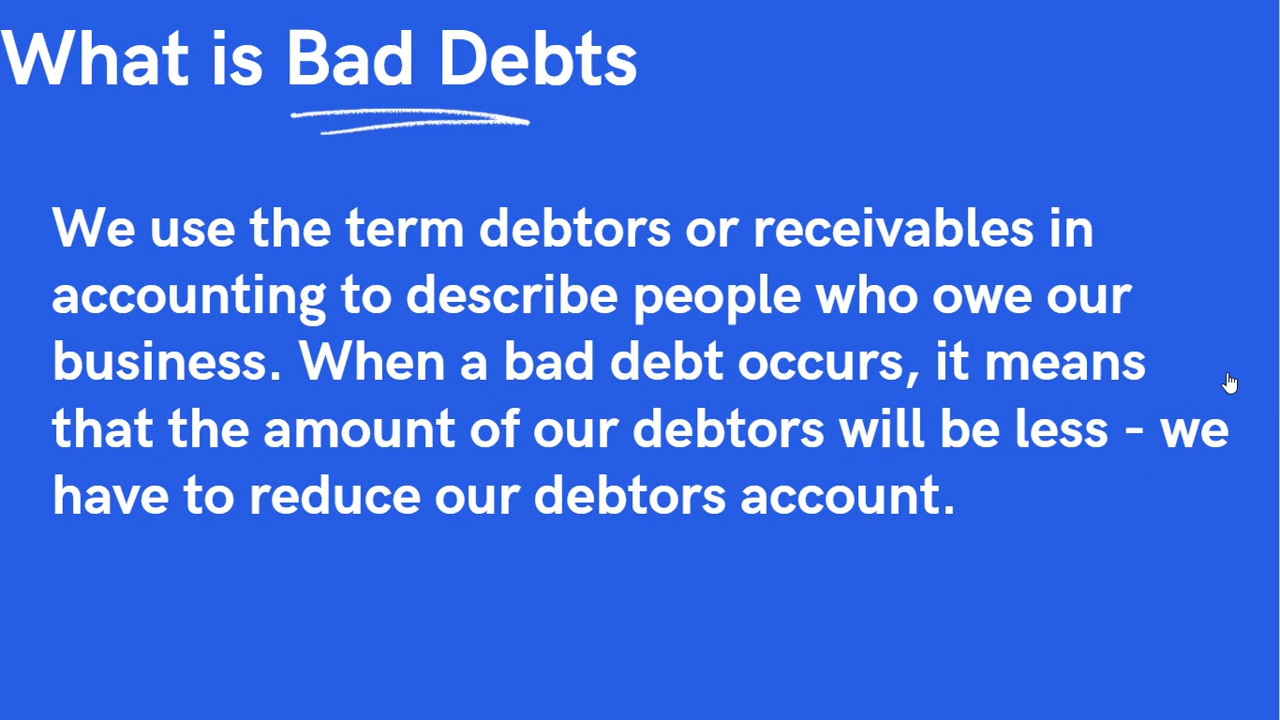 What is Bad Debts
We use the term debtors or receivables in
accounting to describe people who owe our
business. When a bad debt occurs, it means
that the amount of our debtors will be less - we
have to reduce our debtors account.